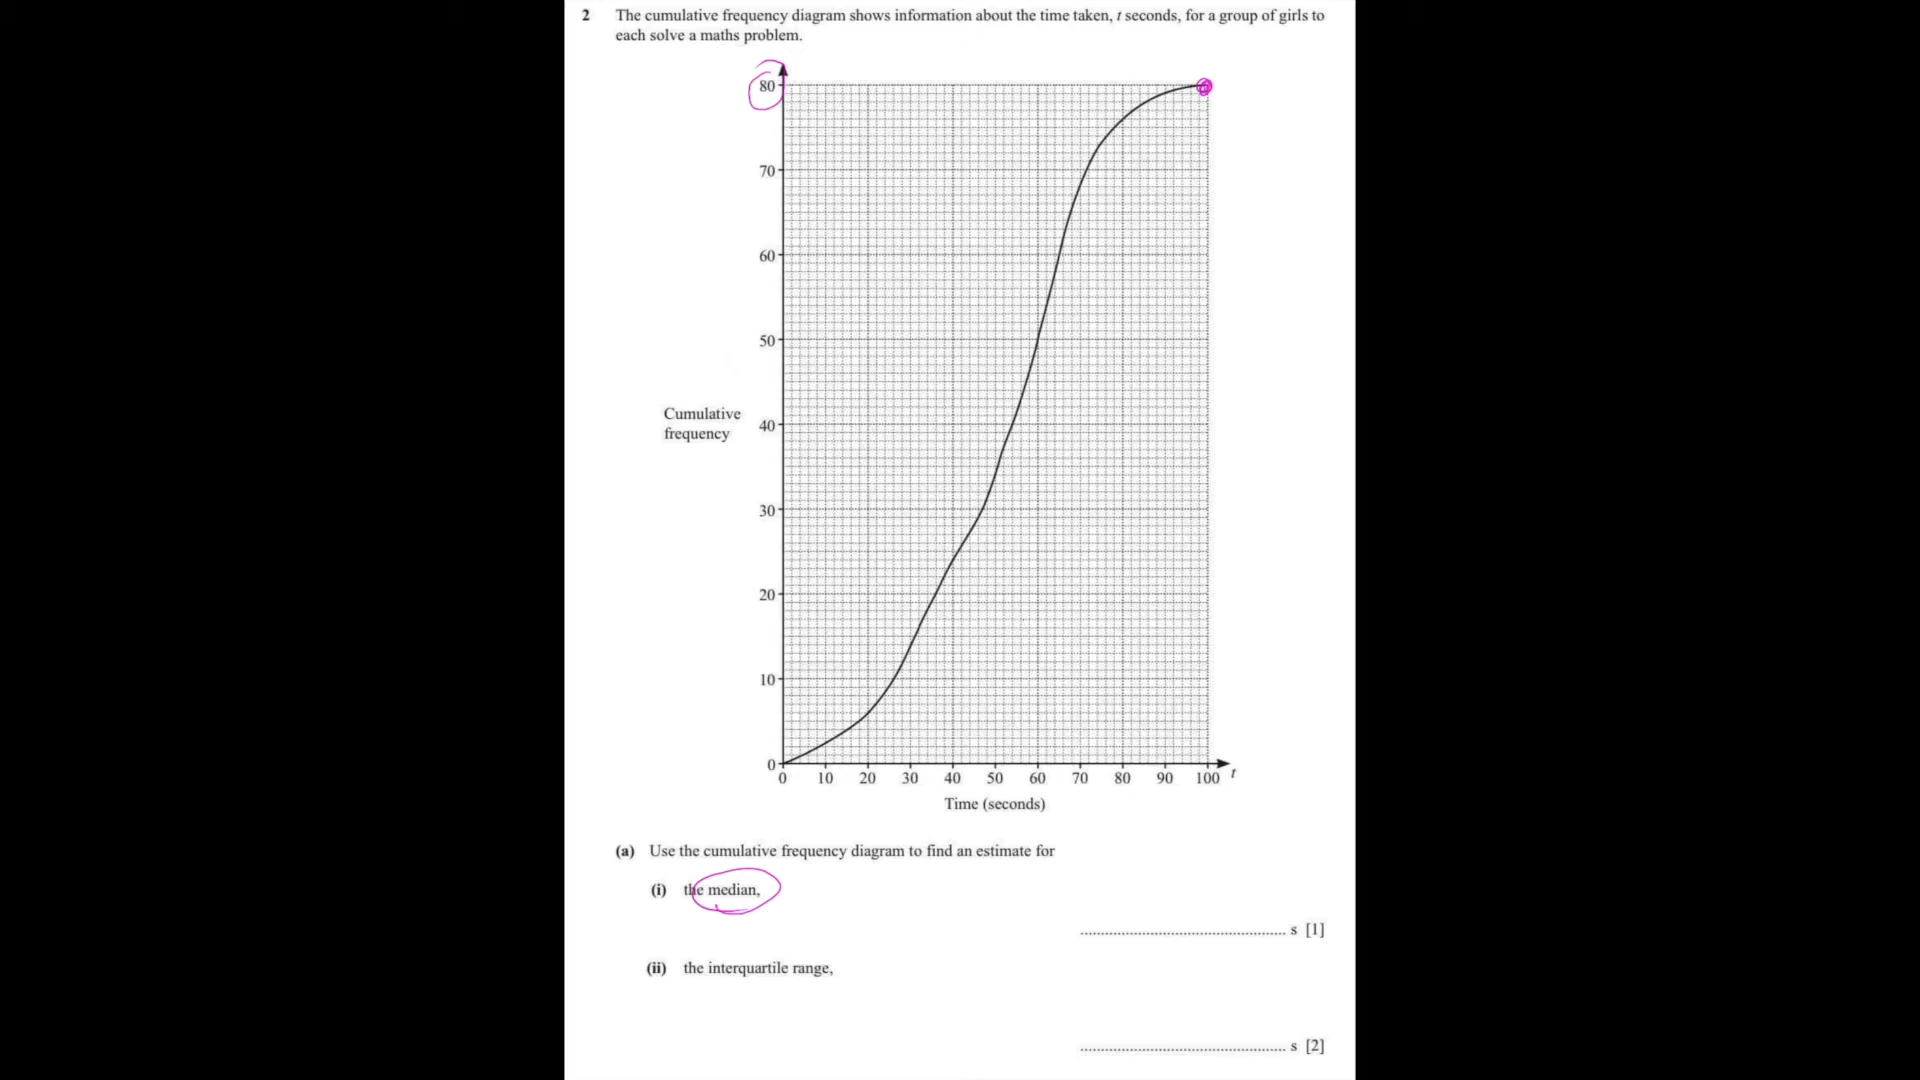 2 The cumulative frequency diagram shows information about the time taken, t seconds, for a group of girls to
each solve a maths problem.
80
70
60
50
Cumulative
frequency
40
30
20
10
0
0 10 20 30 40 50 60 70 80 90 100 t
Time (seconds)
(a) Use the cumulative frequency diagram to find an estimate for
(i) the median,
................................................. s [1]
(ii) the interquartile range,
................................................. s [2]